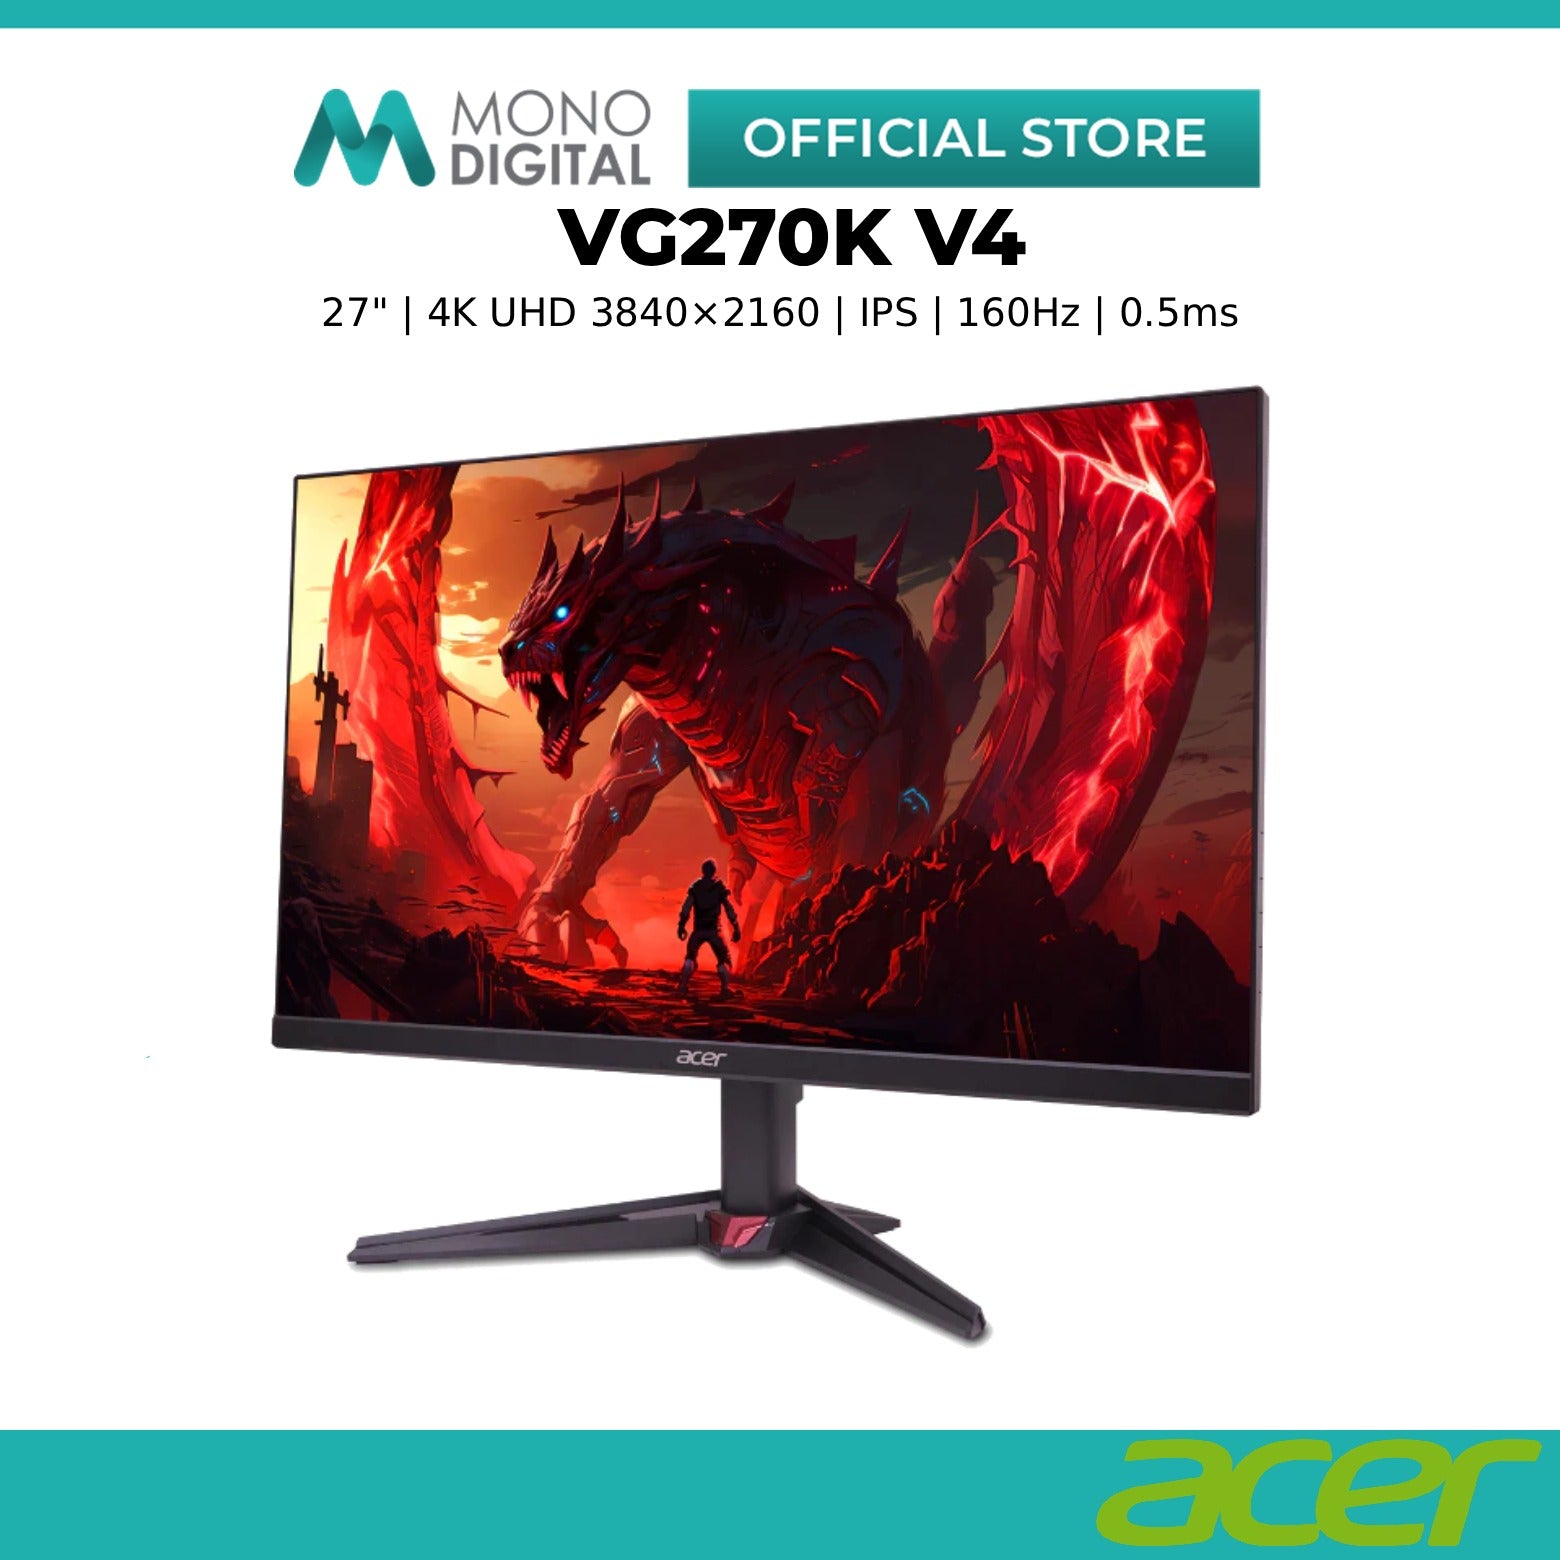 MONO
DIGITAL
OFFICIAL STORE
VG270K V4
27" | 4K UHD 3840×2160 | IPS | 160Hz | 0.5ms
acer
acer